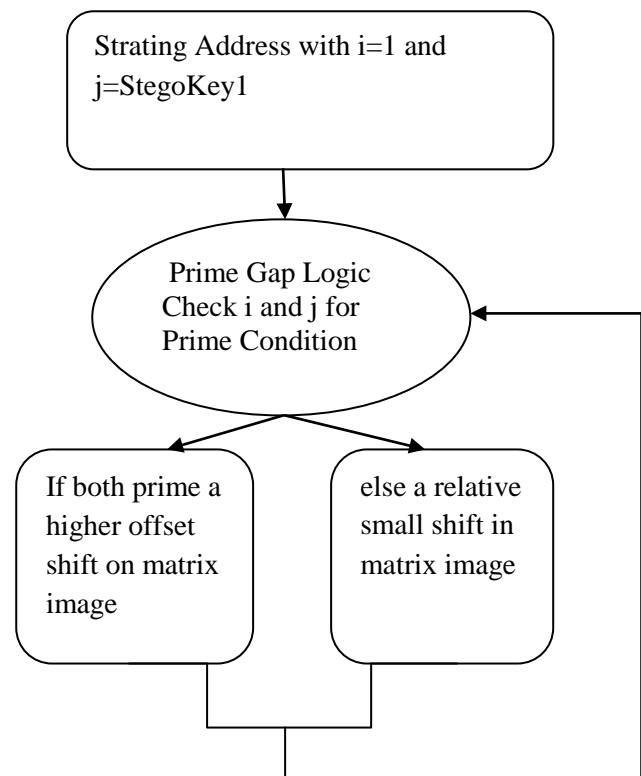 Strating Address with i=1 and
j=StegoKey1
Prime Gap Logic
Check i and j for
Prime Condition
If both prime a
higher offset
shift on matrix
image
else a relative
small shift in
matrix image